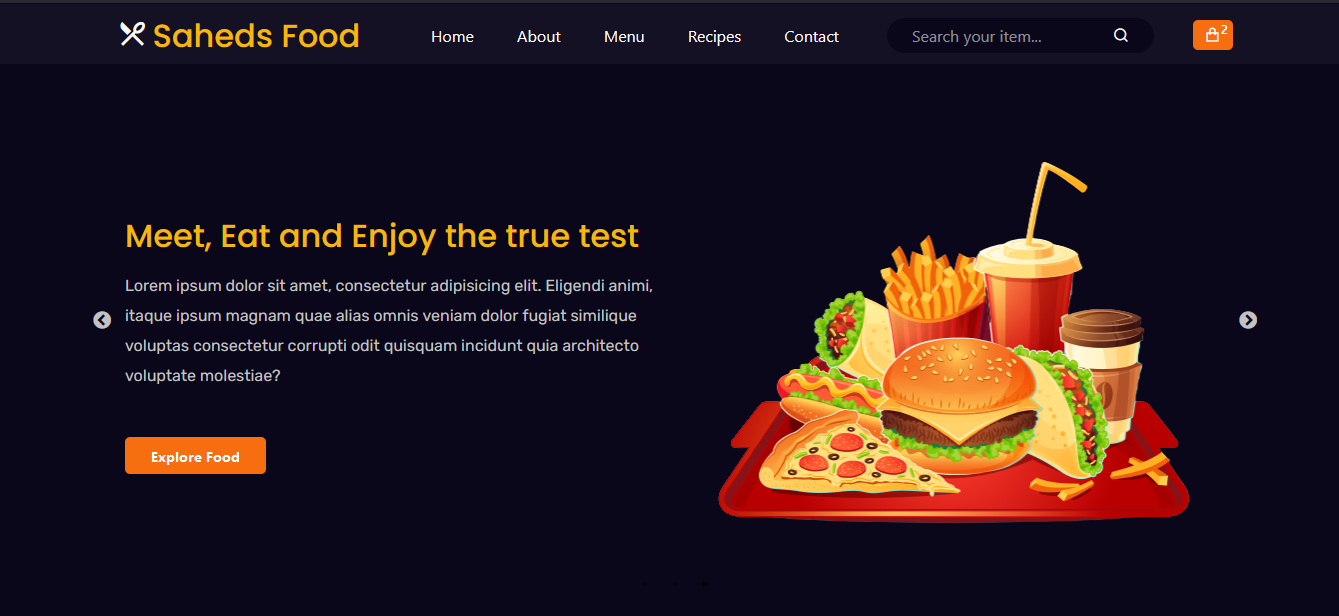 Saheds Food
Home
About
Menu
Recipes
Contact
Search your item...
2
Meet, Eat and Enjoy the true test
Lorem ipsum dolor sit amet, consectetur adipisicing elit. Eligendi animi,
itaque ipsum magnam quae alias omnis veniam dolor fugiat similique
voluptas consectetur corrupti odit quisquam incidunt quia architecto
voluptate molestiae?
Explore Food